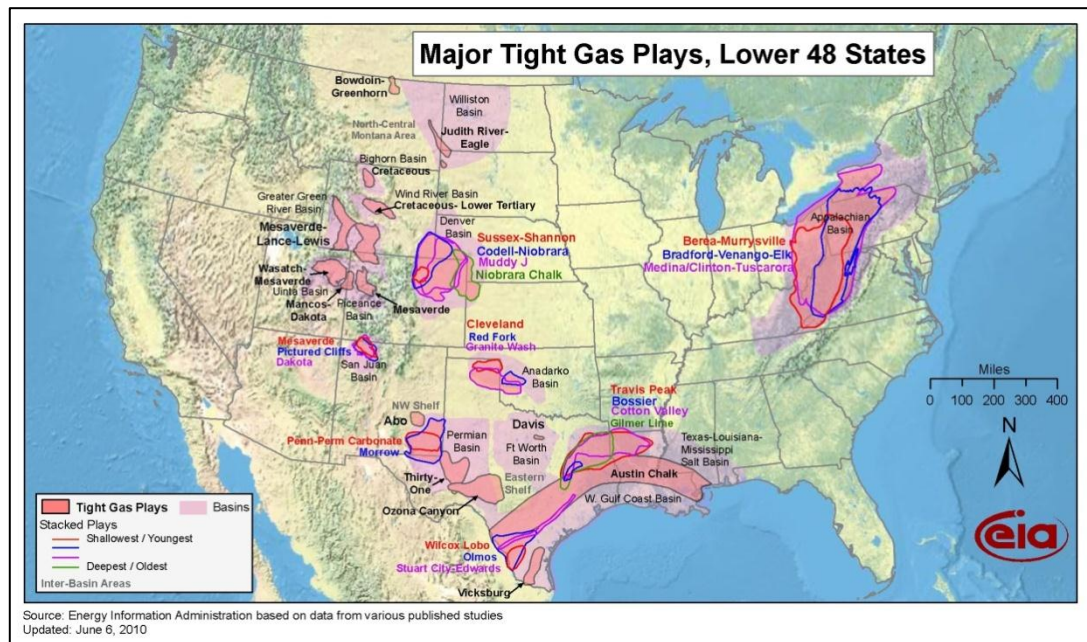 Major Tight Gas Plays, Lower 48 States
Bowdoin-
Greenhorn
Williston
Basin
North-Central
Montana Area
Judith River-
Eagle
Bighorn Basin
Cretaceous
Greater Green
River Basin
Wind River Basin
Cretaceous- Lower Tertiary
Mesaverde-
Lance-Lewis
Denver
Basin
Sussex-Shannon
Codell-Niobrara
Muddy J
Niobrara Chalk
Appalachian
Basin
Berea-Murrysville
Bradford-Venango-Elk
Medina/Clinton-Tuscarora
Wasatch-
Mesaverde
Uinta Basin
Mancos-
Dakota
Piceance
Basin
Mesaverde
Mesaverde
Pictured Cliffs
Dakota
San Juan
Basin
Cleveland
Red Fork
Granite Wash
Anadarko
Basin
Miles
0 100 200 300 400
N
NW Shelf
Abo
Penn-Perm Carbonate
Morrow
Permian
Basin
Davis
Ft Worth
Basin
Travis Peak
Bossier
Cotton Valley
Gilmer Lime
Texas-Louisiana-
Mississippi
Salt Basin
Austin Chalk
Thirty-
One
Eastern
Shelf
Ozona Canyon
W. Gulf Coast Basin
Wilcox Lobo
Olmos
Stuart City-Edwards
Vicksburg
eia
Tight Gas Plays
Basins
Stacked Plays
Shallowest / Youngest
Deepest / Oldest
Inter-Basin Areas
Source: Energy Information Administration based on data from various published studies
Updated: June 6, 2010